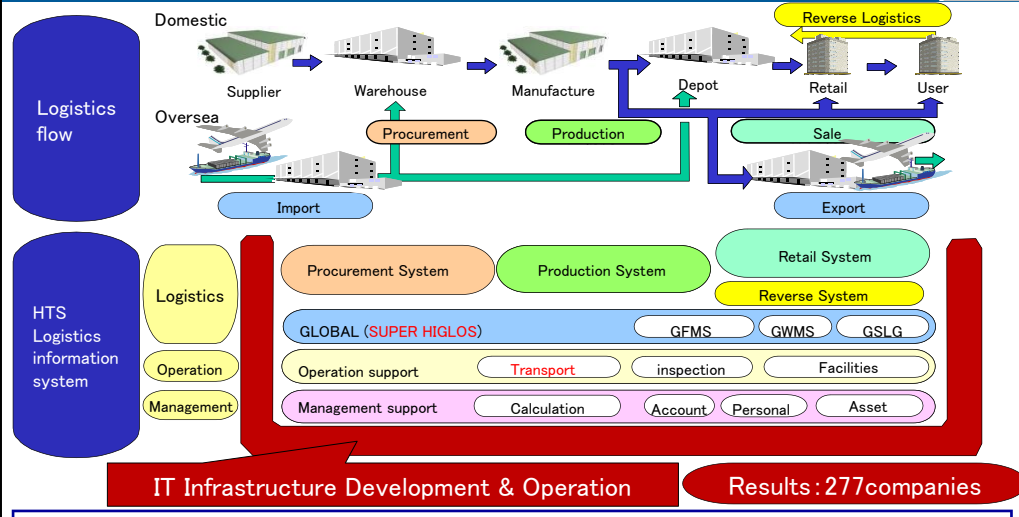 Domestic
Reverse Logistics
Logistics
flow
Supplier
Warehouse
Manufacture
Depot
Retail
User
Oversea
Procurement
Production
Sale
Import
Export
HTS
Logistics
information
system
Logistics
Operation
Management
Procurement System
Production System
Retail System
Reverse System
GLOBAL (SUPER HIGLOS)
GFMS
GWMS
GSLG
Operation support
Transport
inspection
Facilities
Management support
Calculation
Account
Personal
Asset
IT Infrastructure Development & Operation
Results:277companies